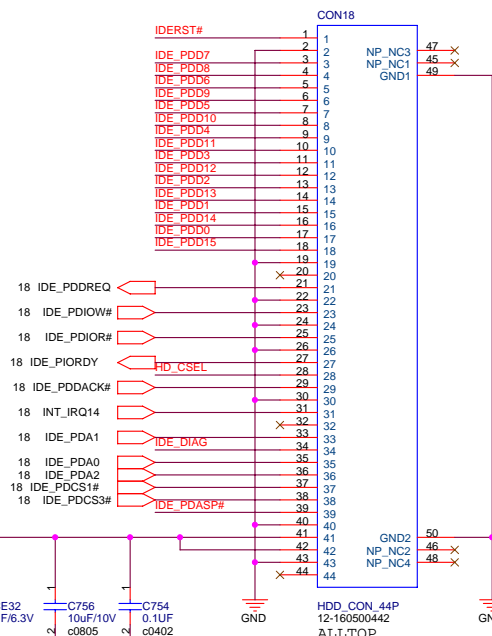 CON18
IDERST# 1 1
2 2 NP_NC3 47
IDE_PDD7 3 3 NP_NC1 45
IDE_PDD8 4 4 GND1 49
IDE_PDD6 5 5
IDE_PDD9 6 6
IDE_PDD5 7 7
IDE_PDD10 8 8
IDE_PDD4 9 9
IDE_PDD11 10 10
IDE_PDD3 11 11
IDE_PDD12 12 12
IDE_PDD2 13 13
IDE_PDD13 14 14
IDE_PDD1 15 15
IDE_PDD14 16 16
IDE_PDD0 17 17
IDE_PDD15 18 18
19 19
20 20
18 IDE_PDDREQ 21 21
22 22
18 IDE_PDIOW# 23 23
24 24
18 IDE_PDIOR# 25 25
26 26
18 IDE_PIORDY 27 27
HD_CSEL 28 28
18 IDE_PDDACK# 29 29
30 30
18 INT_IRQ14 31 31
32 32
18 IDE_PDA1 33 33
IDE_DIAG 34 34
18 IDE_PDA0 35 35
18 IDE_PDA2 36 36
18 IDE_PDCS1# 37 37
18 IDE_PDCS3# 38 38
IDE_PDASP# 39 39
40 40
41 41 GND2 50
42 42 NP_NC2 46
43 43 NP_NC4 48
44 44
1 1
E32 C756 C754 HDD_CON_44P
F/6.3V 10uF/10V 0.1UF GND 12-160500442 GN
2 c0805 2 c0402 ALLTOP